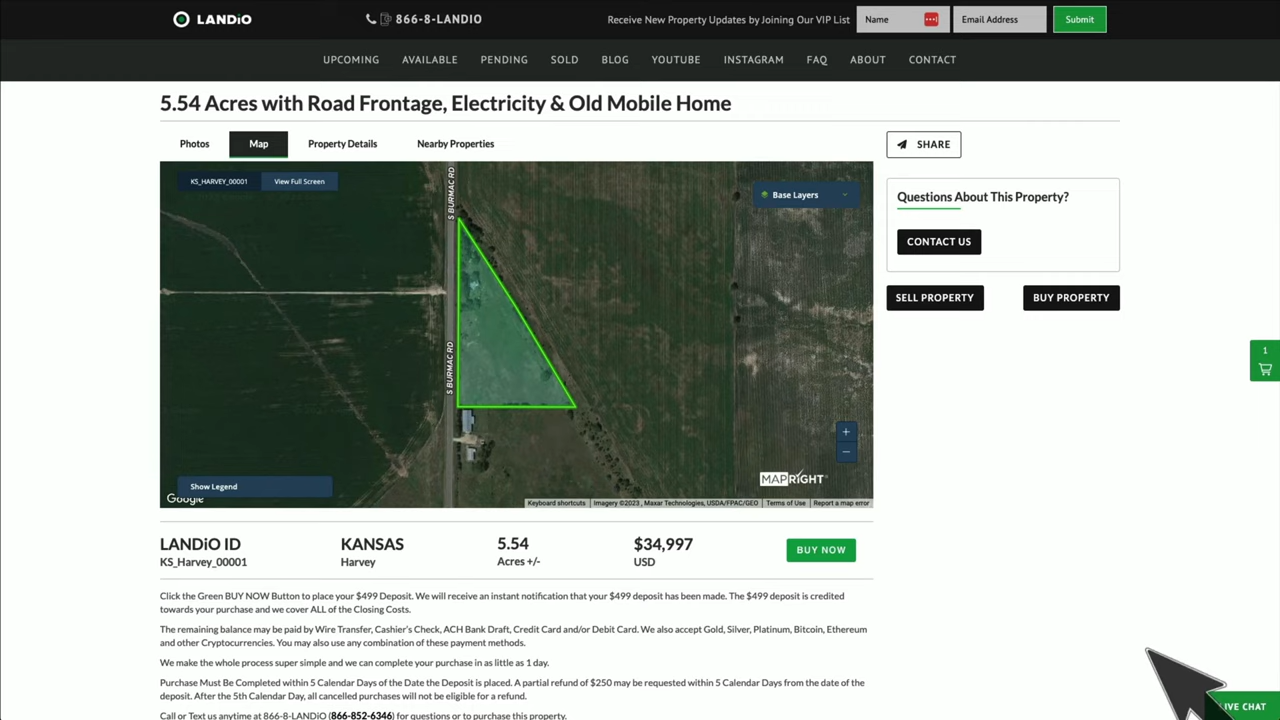 LANDiO
866-8-LANDIO
Receive New Property Updates by Joining Our VIP List
Name
Email Address
Submit
UPCOMING
AVAILABLE
PENDING
SOLD
BLOG
YOUTUBE
INSTAGRAM
FAQ
ABOUT
CONTACT
5.54 Acres with Road Frontage, Electricity & Old Mobile Home
Photos
Map
Property Details
Nearby Properties
SHARE
KS_HARVEY_00001
View Full Screen
S BURMAC RD
Base Layers
Questions About This Property?
CONTACT US
SELL PROPERTY
BUY PROPERTY
1
S BURMAC RD
+
−
MAPRIGHT
Show Legend
Google
Keyboard shortcuts
Imagery ©2023 , Maxar Technologies, USDA/FPAC/GEO
Terms of Use
Report a map error
LANDiO ID
KS_Harvey_00001
KANSAS
Harvey
5.54
Acres +/-
$34,997
USD
BUY NOW
Click the Green BUY NOW Button to place your $499 Deposit. We will receive an instant notification that your $499 deposit has been made. The $499 deposit is credited
towards your purchase and we cover ALL of the Closing Costs.
The remaining balance may be paid by Wire Transfer, Cashier's Check, ACH Bank Draft, Credit Card and/or Debit Card. We also accept Gold, Silver, Platinum, Bitcoin, Ethereum
and other Cryptocurrencies. You may also use any combination of these payment methods.
We make the whole process super simple and we can complete your purchase in as little as 1 day.
Purchase Must Be Completed within 5 Calendar Days of the Date the Deposit is placed. A partial refund of $250 may be requested within 5 Calendar Days from the date of the
deposit. After the 5th Calendar Day, all cancelled purchases will not be eligible for a refund.
Call or Text us anytime at 866-8-LANDiO (866-852-6346) for questions or to purchase this property.
IVE CHAT